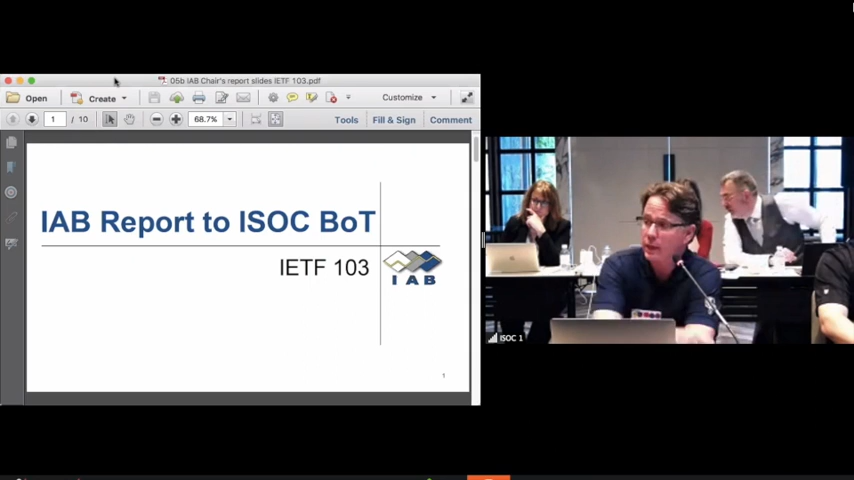 05b IAB Chair's report slides IETF 103.pdf
Open Create Customize
1 / 10 68.7% Tools Fill & Sign Comment
IAB Report to ISOC BoT
IETF 103
I A B
1
ISOC 1